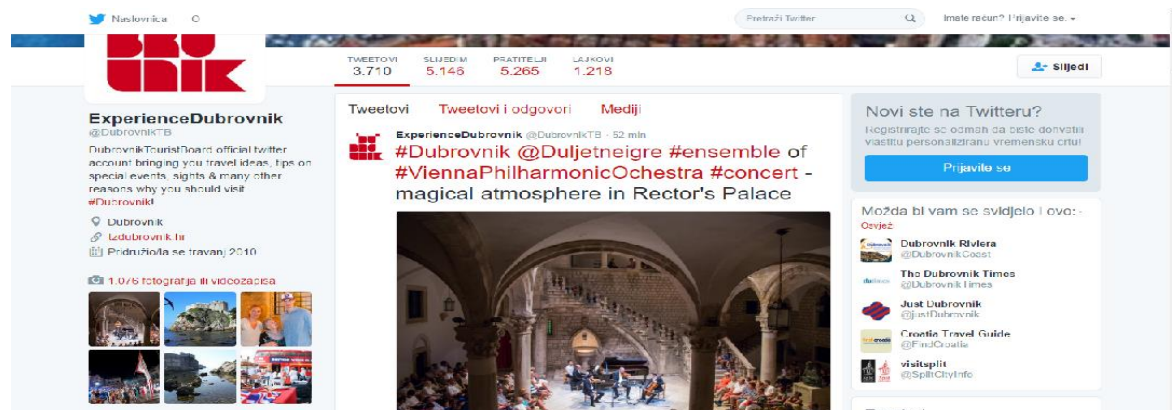 Naslovnica
Pretraži Twitter
Imate račun? Prijavite se.
BRO
VNIK
TWEETOVI SLIJEDIM PRATITELJI LAJKOVI
3.710 5.146 5.265 1.218
Slijedi
ExperienceDubrovnik
@DubrovnikTB
DubrovnikTouristBoard official twitter
account bringing you travel ideas, tips on
special events, sights & many other
reasons why you should visit
#Dubrovnik!
Dubrovnik
tzdubrovnik.hr
Pridružio/la se travanj 2010
1.076 fotografija ili videozapisa
Tweetovi Tweetovi i odgovori Mediji
ExperienceDubrovnik @DubrovnikTB · 52 min
#Dubrovnik @Duljetneigre #ensemble of
#ViennaPhilharmonicOchestra #concert -
magical atmosphere in Rector's Palace
Novi ste na Twitteru?
Registrirajte se odmah da biste dohvatili
vlastitu personaliziranu vremensku crtu!
Prijavite se
Možda bi vam se svidjelo i ovo: ·
Osvježi
Dubrovnik Riviera
@DubrovnikCoast
The Dubrovnik Times
@DubrovnikTimes
Just Dubrovnik
@justDubrovnik
Croatia Travel Guide
@FindCroatia
visitsplit
@SplitCityInfo